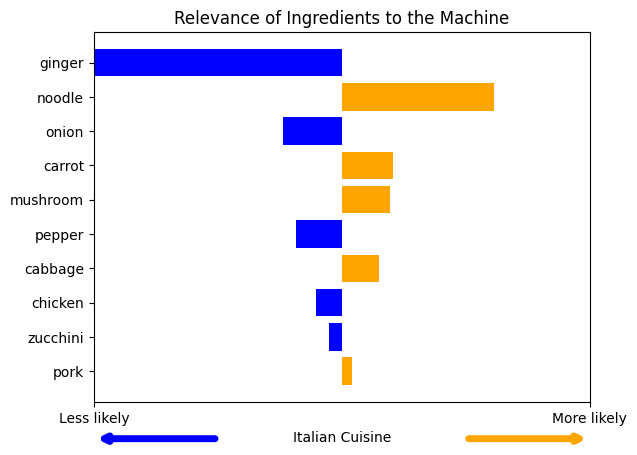 Relevance of Ingredients to the Machine
ginger
noodle
onion
carrot
mushroom
pepper
cabbage
chicken
zucchini
pork
Less likely More likely
Italian Cuisine